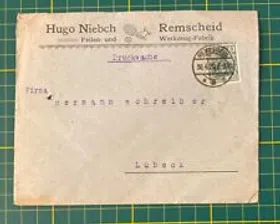 Hugo Niebch Remscheid
Feilen- und Werkzeug-Fabrik
Drucksache
Firma
Hermann Schreiber
Lübeck